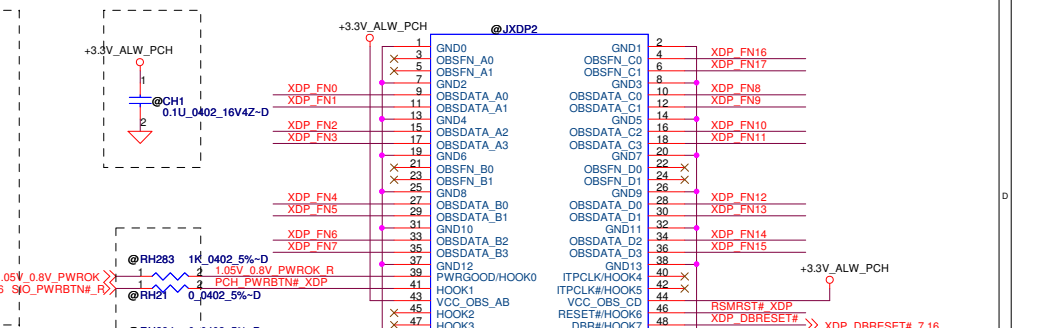 +3.3V_ALW_PCH
@JXDP2
+3.3V_ALW_PCH
1
@CH1
0.1U_0402_16V4Z~D
2
1 GND0 GND1 2
3 OBSFN_A0 OBSFN_C0 4 XDP_FN16
5 OBSFN_A1 OBSFN_C1 6 XDP_FN17
7 GND2 GND3 8
XDP_FN0 9 OBSDATA_A0 OBSDATA_C0 10 XDP_FN8
XDP_FN1 11 OBSDATA_A1 OBSDATA_C1 12 XDP_FN9
13 GND4 GND5 14
XDP_FN2 15 OBSDATA_A2 OBSDATA_C2 16 XDP_FN10
XDP_FN3 17 OBSDATA_A3 OBSDATA_C3 18 XDP_FN11
19 GND6 GND7 20
21 OBSFN_B0 OBSFN_D0 22
23 OBSFN_B1 OBSFN_D1 24
25 GND8 GND9 26
XDP_FN4 27 OBSDATA_B0 OBSDATA_D0 28 XDP_FN12
XDP_FN5 29 OBSDATA_B1 OBSDATA_D1 30 XDP_FN13
31 GND10 GND11 32
XDP_FN6 33 OBSDATA_B2 OBSDATA_D2 34 XDP_FN14
XDP_FN7 35 OBSDATA_B3 OBSDATA_D3 36 XDP_FN15
37 GND12 GND13 38
@RH283 1K_0402_5%~D
.05V_0.8V_PWROK 1 2 1.05V_0.8V_PWROK_R 39 PWRGOOD/HOOK0 ITPCLK/HOOK4 40
SIO_PWRBTN#_R 1 2 PCH_PWRBTN#_XDP 41 HOOK1 ITPCLK#/HOOK5 42
@RH21 0_0402_5%~D
+3.3V_ALW_PCH
43 VCC_OBS_AB VCC_OBS_CD 44
45 HOOK2 RESET#/HOOK6 46 RSMRST#_XDP
47 HOOK3 DBR#/HOOK7 48 XDP_DBRESET#
XDP_DBRESET# 7,16
D